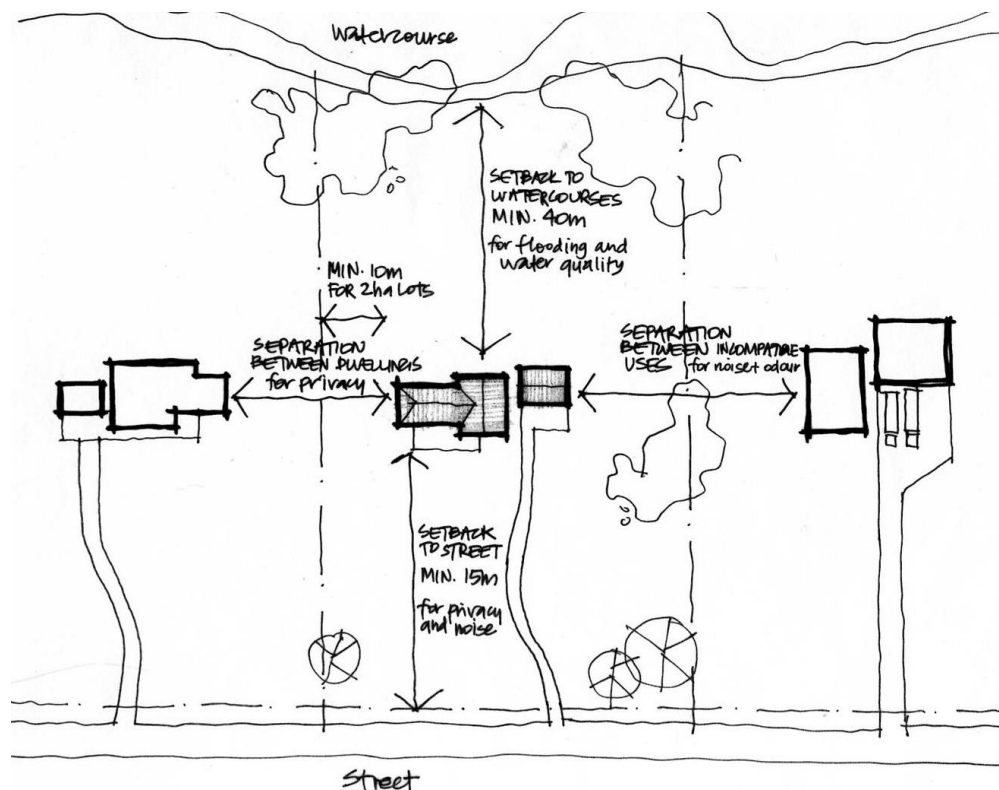 Watercourse
SETBACK TO
WATERCOURSES
MIN. 40m
for flooding and
water quality
MIN. 10m
FOR 2ha LOTS
SEPARATION
BETWEEN DWELLINGS
for privacy
SEPARATION
BETWEEN INCOMPATIBLE
USES for noise + odour
SETBACK
TO STREET
MIN. 15m
for privacy
and noise
Street